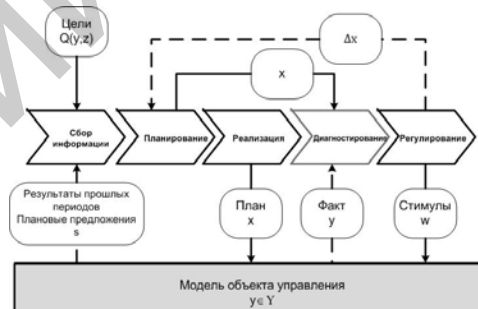 Цели
Q(y,z)
Δx
x
Сбор
информации
Планирование
Реализация
Диагностирование
Регулирование
Результаты прошлых
периодов
Плановые предложения
s
План
x
Факт
y
Стимулы
w
Модель объекта управления
y∈Y